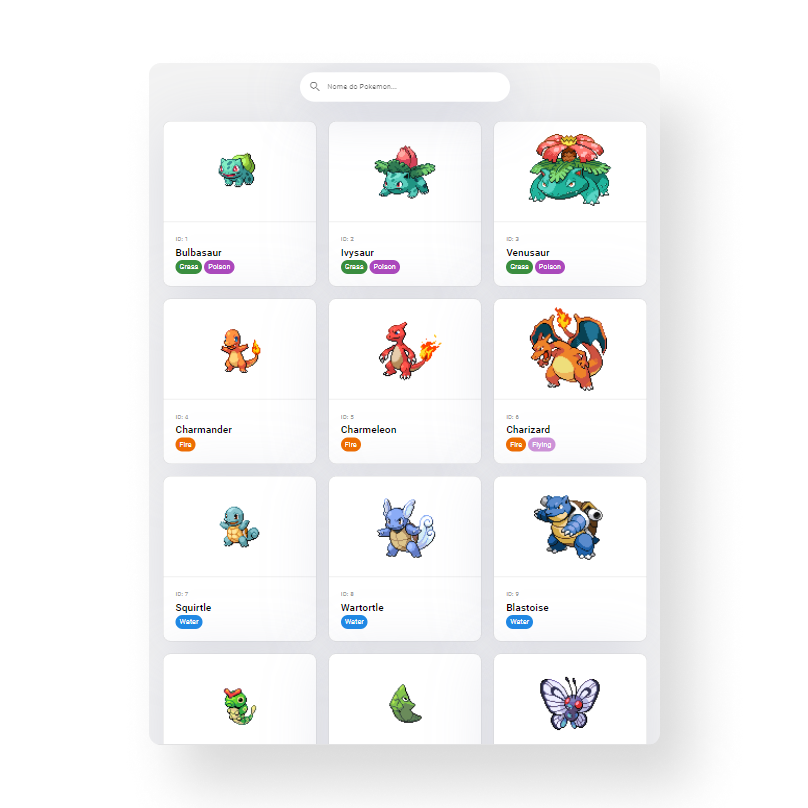 Nome do Pokemon...
ID: 1
Bulbasaur
Grass Poison
ID: 2
Ivysaur
Grass Poison
ID: 3
Venusaur
Grass Poison
ID: 4
Charmander
Fire
ID: 5
Charmeleon
Fire
ID: 6
Charizard
Fire Flying
ID: 7
Squirtle
Water
ID: 8
Wartortle
Water
ID: 9
Blastoise
Water